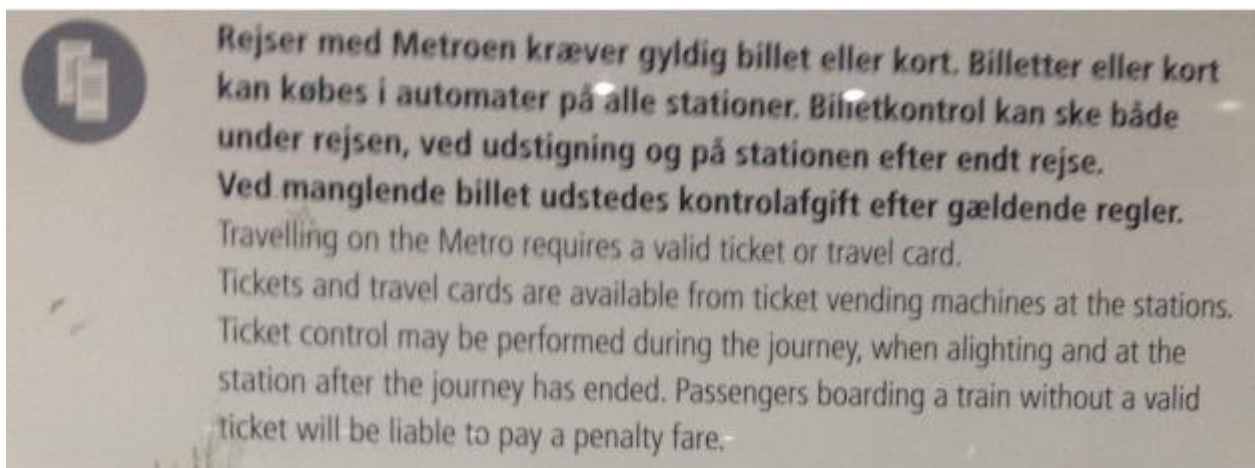 Rejser med Metroen kræver gyldig billet eller kort. Billetter eller kort
kan købes i automater på alle stationer. Billetkontrol kan ske både
under rejsen, ved udstigning og på stationen efter endt rejse.
Ved manglende billet udstedes kontrolafgift efter gældende regler.
Travelling on the Metro requires a valid ticket or travel card.
Tickets and travel cards are available from ticket vending machines at the stations.
Ticket control may be performed during the journey, when alighting and at the
station after the journey has ended. Passengers boarding a train without a valid
ticket will be liable to pay a penalty fare.